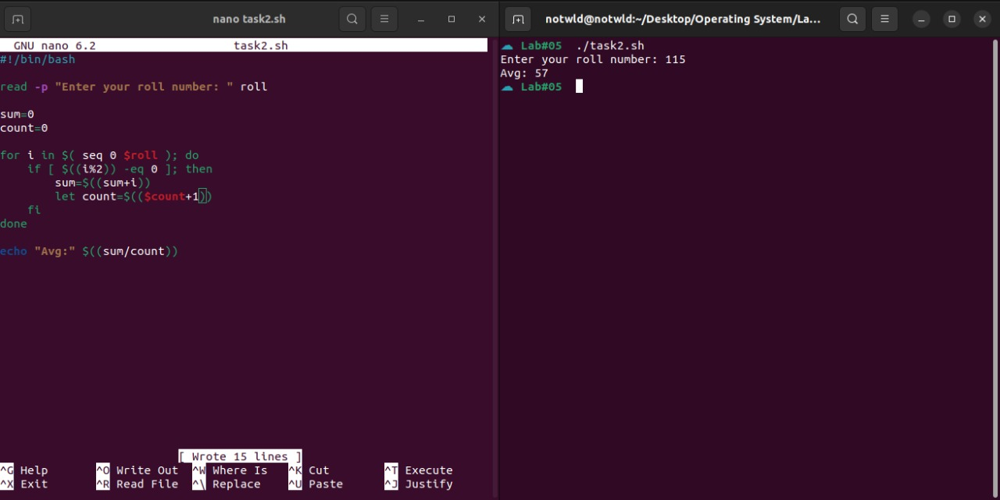 nano task2.sh
GNU nano 6.2 task2.sh
#!/bin/bash
read -p "Enter your roll number: " roll
sum=0
count=0
for i in $( seq 0 $roll ); do
    if [ $((i%2)) -eq 0 ]; then
        sum=$((sum+i))
        let count=$(($count+1))
    fi
done
echo "Avg:" $((sum/count))
[ Wrote 15 lines ]
^G Help ^O Write Out ^W Where Is ^K Cut ^T Execute
^X Exit ^R Read File ^\ Replace ^U Paste ^J Justify
notwld@notwld:~/Desktop/Operating System/La...
Lab#05 ./task2.sh
Enter your roll number: 115
Avg: 57
Lab#05